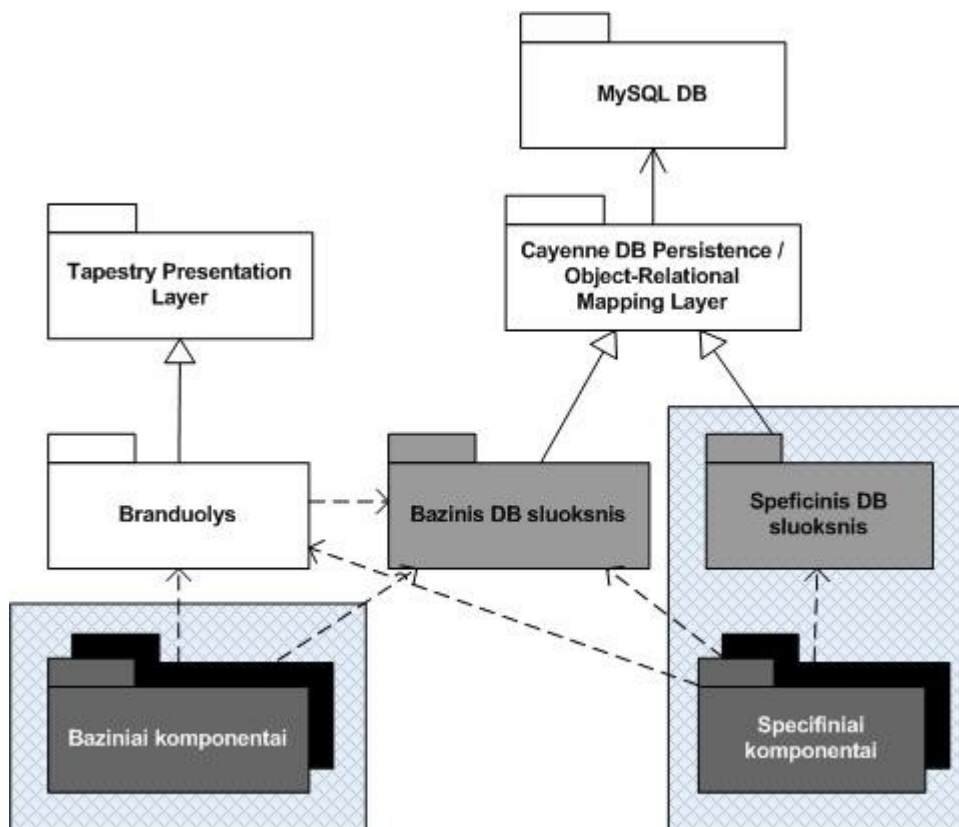 MySQL DB
Tapestry Presentation
Layer
Cayenne DB Persistence /
Object-Relational
Mapping Layer
Branduolys
Bazinis DB sluoksnis
Speficinis DB
sluoksnis
Baziniai komponentai
Specifiniai
komponentai